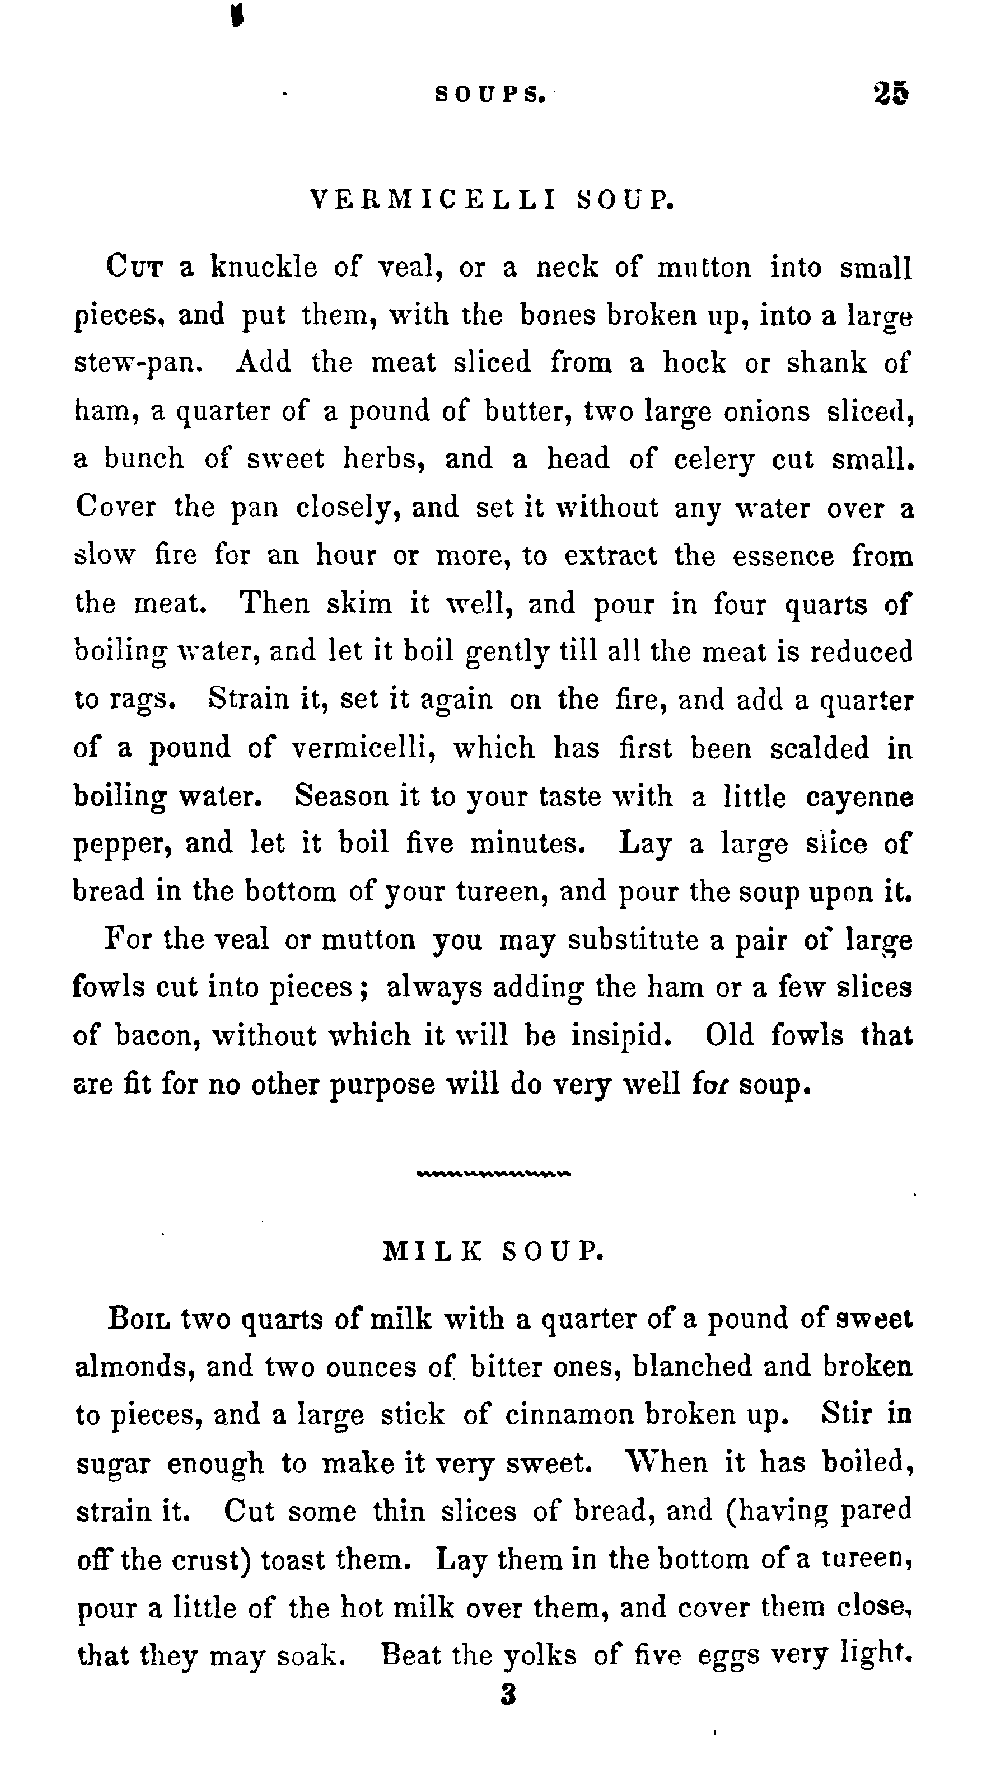 SOUPS. 25
VERMICELLI SOUP.
CUT a knuckle of veal, or a neck of mutton into small
pieces, and put them, with the bones broken up, into a large
stew-pan. Add the meat sliced from a hock or shank of
ham, a quarter of a pound of butter, two large onions sliced,
a bunch of sweet herbs, and a head of celery cut small.
Cover the pan closely, and set it without any water over a
slow fire for an hour or more, to extract the essence from
the meat. Then skim it well, and pour in four quarts of
boiling water, and let it boil gently till all the meat is reduced
to rags. Strain it, set it again on the fire, and add a quarter
of a pound of vermicelli, which has first been scalded in
boiling water. Season it to your taste with a little cayenne
pepper, and let it boil five minutes. Lay a large slice of
bread in the bottom of your tureen, and pour the soup upon it.
For the veal or mutton you may substitute a pair of large
fowls cut into pieces; always adding the ham or a few slices
of bacon, without which it will be insipid. Old fowls that
are fit for no other purpose will do very well for soup.
MILK SOUP.
BOIL two quarts of milk with a quarter of a pound of sweet
almonds, and two ounces of bitter ones, blanched and broken
to pieces, and a large stick of cinnamon broken up. Stir in
sugar enough to make it very sweet. When it has boiled,
strain it. Cut some thin slices of bread, and (having pared
off the crust) toast them. Lay them in the bottom of a tureen,
pour a little of the hot milk over them, and cover them close,
that they may soak. Beat the yolks of five eggs very light.
3